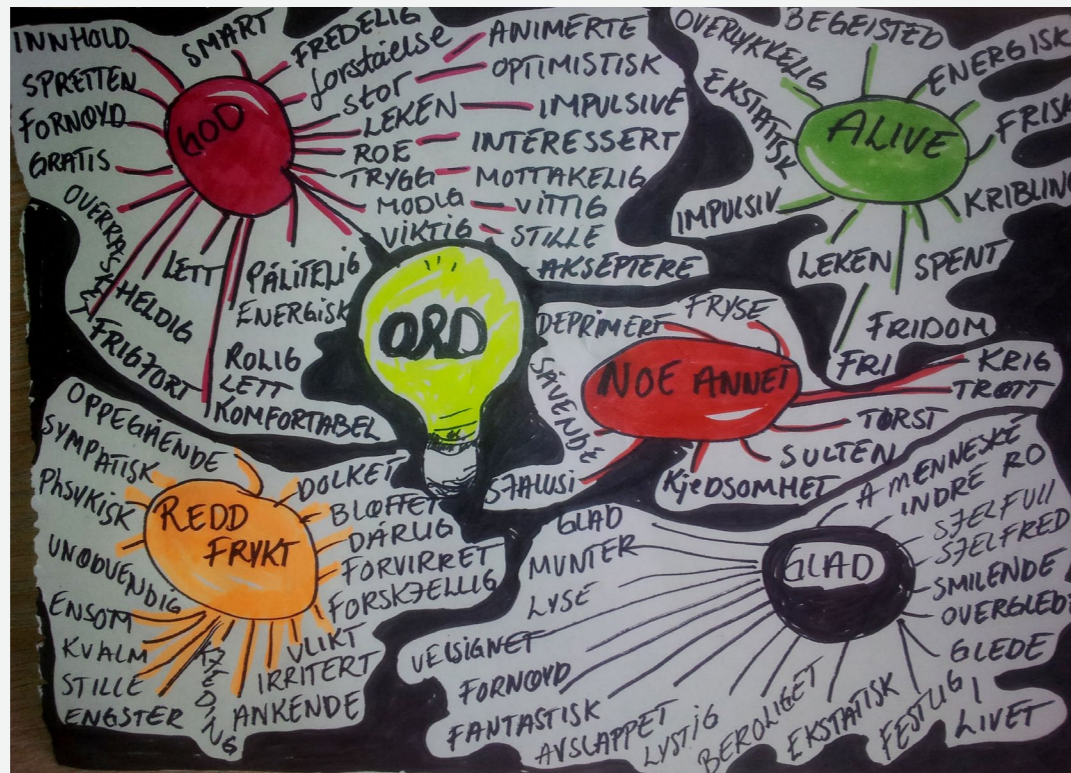 INNHOLD
SMART
FREDELIG
SPRETTEN
forståelse
FORNØYD
STOR
GRATIS
LEKEN
GOD
ROE
TRYGG
MODIG
VIKTIG
ANIMERTE
OPTIMISTISK
IMPULSIVE
INTERESSERT
MOTTAKELIG
VITTIG
STILLE
AKSEPTERE
OVERRASKET
HELDIG
LETT
PÅLITELIG
ENERGISK
FRIGJORT
ROLIG
LETT
KOMFORTABEL
ORD
BEGEISTED
OVERLYKKELIG
ENERGISK
EKSTATISK
FRISK
ALIVE
IMPULSIV
KRIBLING
LEKEN
SPENT
FRIDOM
FRI
DEPRIMERT
FRYSE
NOE ANNET
KRIG
TRØTT
TØRST
SULTEN
KJEDSOMHET
SJALUSI
OPPEGÅENDE
SYMPATISK
PHSYKISK
DOLKET
REDD
FRYKT
BLØFFET
DÅRLIG
FORVIRRET
FORSKJELLIG
UNØDVENDIG
ENSOM
KVALM
STILLE
ENGSTER
VLIKT
IRRITERT
ANKENDE
GLAD
MUNTER
LYSE
VELSIGNET
FORNØYD
FANTASTISK
AVSLAPPET
LYSTIG
BEROLIGET
EKSTATISK
FESTLIG
I
LIVET
GLEDE
OVERGLEDE
SMILENDE
SJELFRED
SJELFULL
INDRE RO
A MENNESKE
GLAD